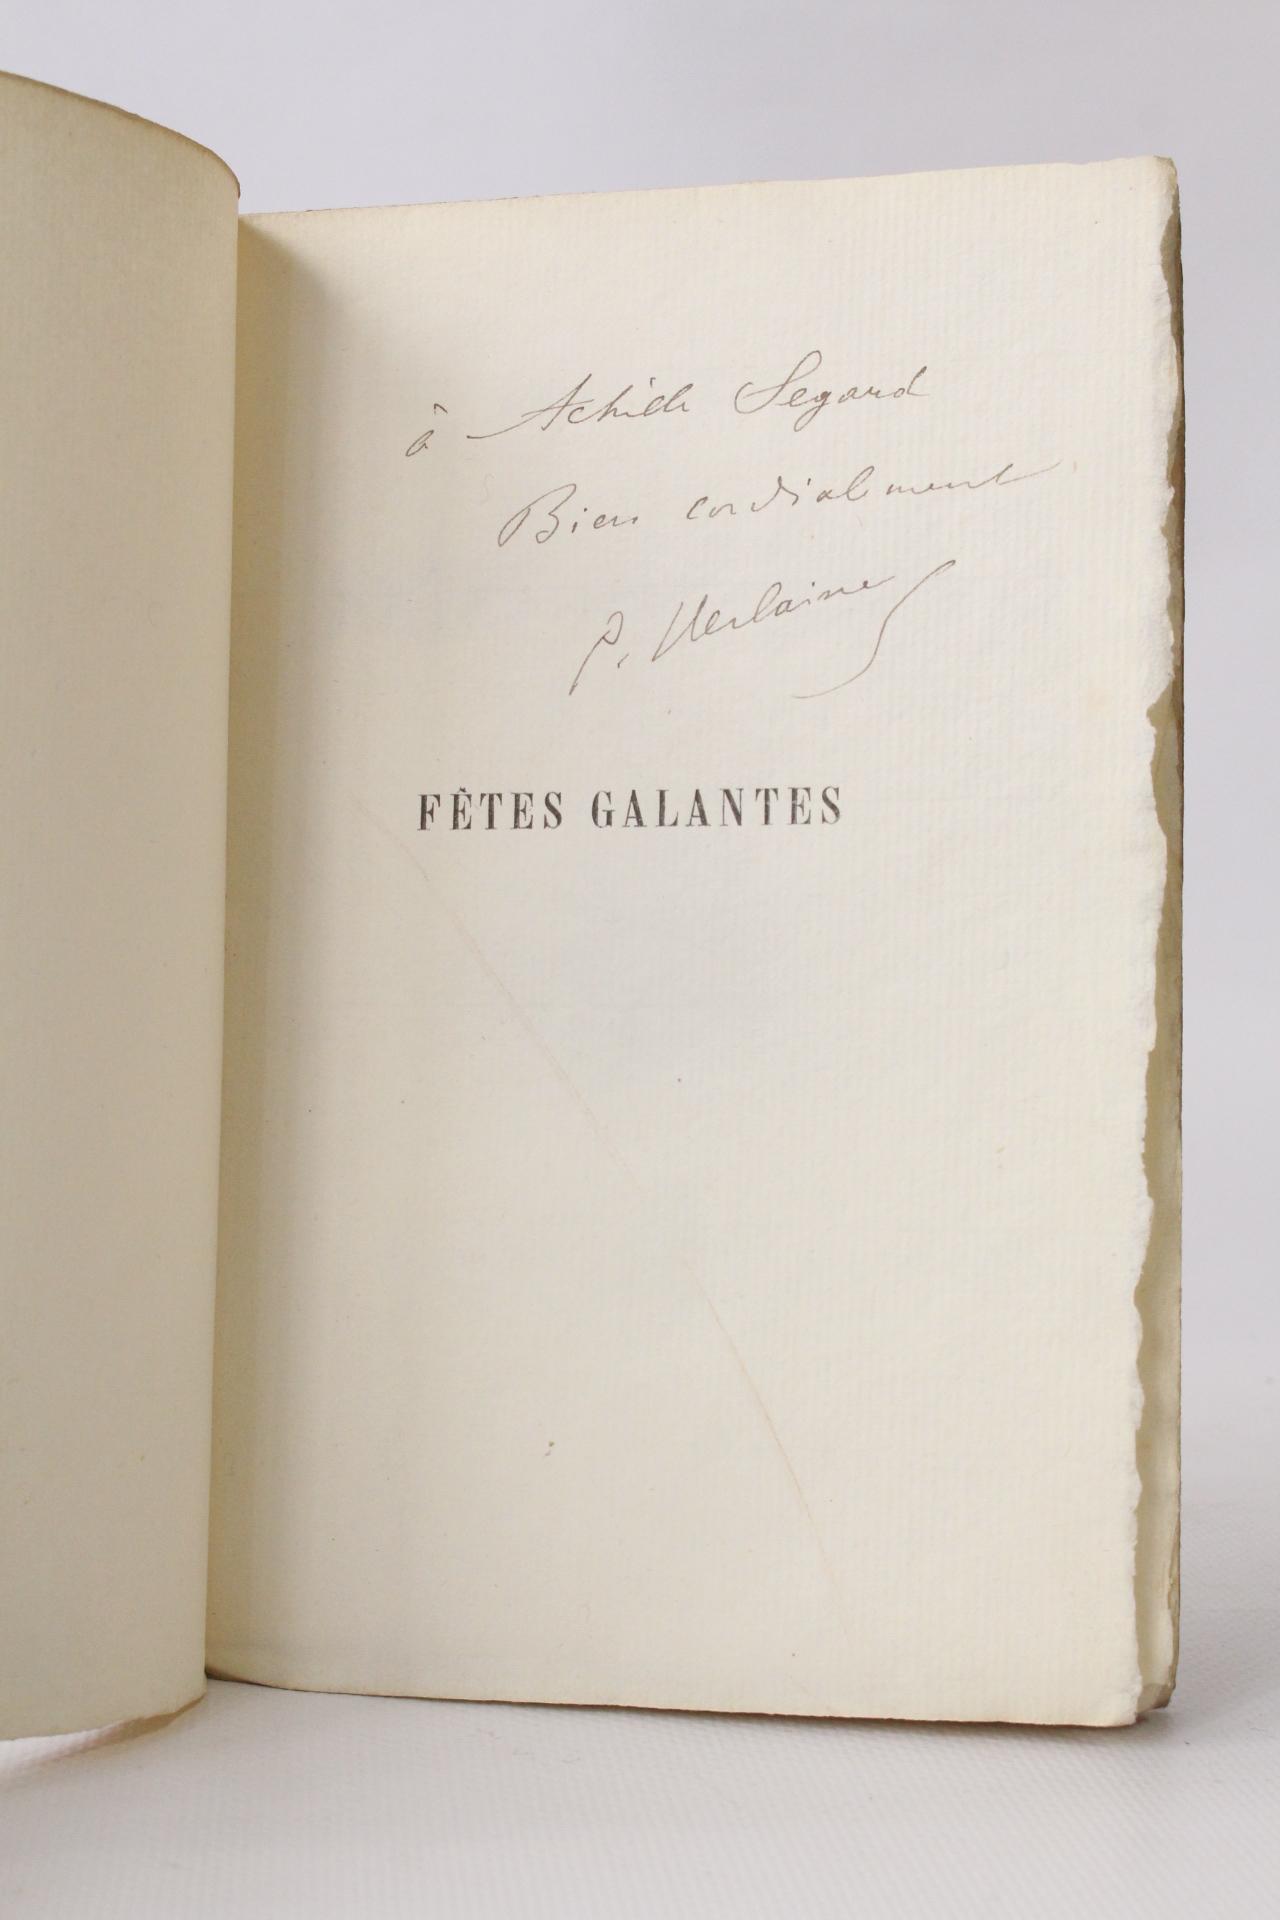 à Achille Segard
Bien cordialement
P. Verlaine
FÊTES GALANTES